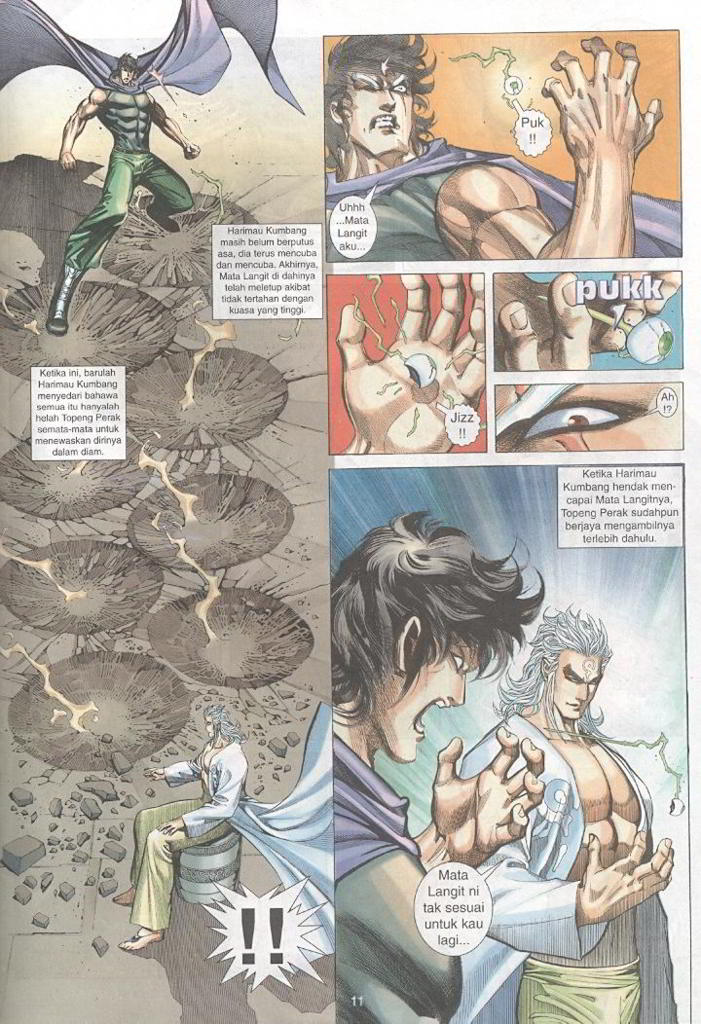 Harimau Kumbang
masih belum berputus
asa, dia terus mencuba
dan mencuba. Akhirnya,
Mata Langit di dahinya
telah meletup akibat
tidak tertahan dengan
kuasa yang tinggi.
Ketika ini, barulah
Harimau Kumbang
menyedari bahawa
semua itu hanyalah
helah Topeng Perak
semata-mata untuk
menewaskan dirinya
dalam diam.
!!
Puk
!!
Uhhh
...Mata
Langit
aku...
Jizz
!!
pukk
Ah
!?
Ketika Harimau
Kumbang hendak men-
capai Mata Langitnya,
Topeng Perak sudahpun
berjaya mengambilnya
terlebih dahulu.
Mata
Langit ni
tak sesuai
untuk kau
lagi...
11